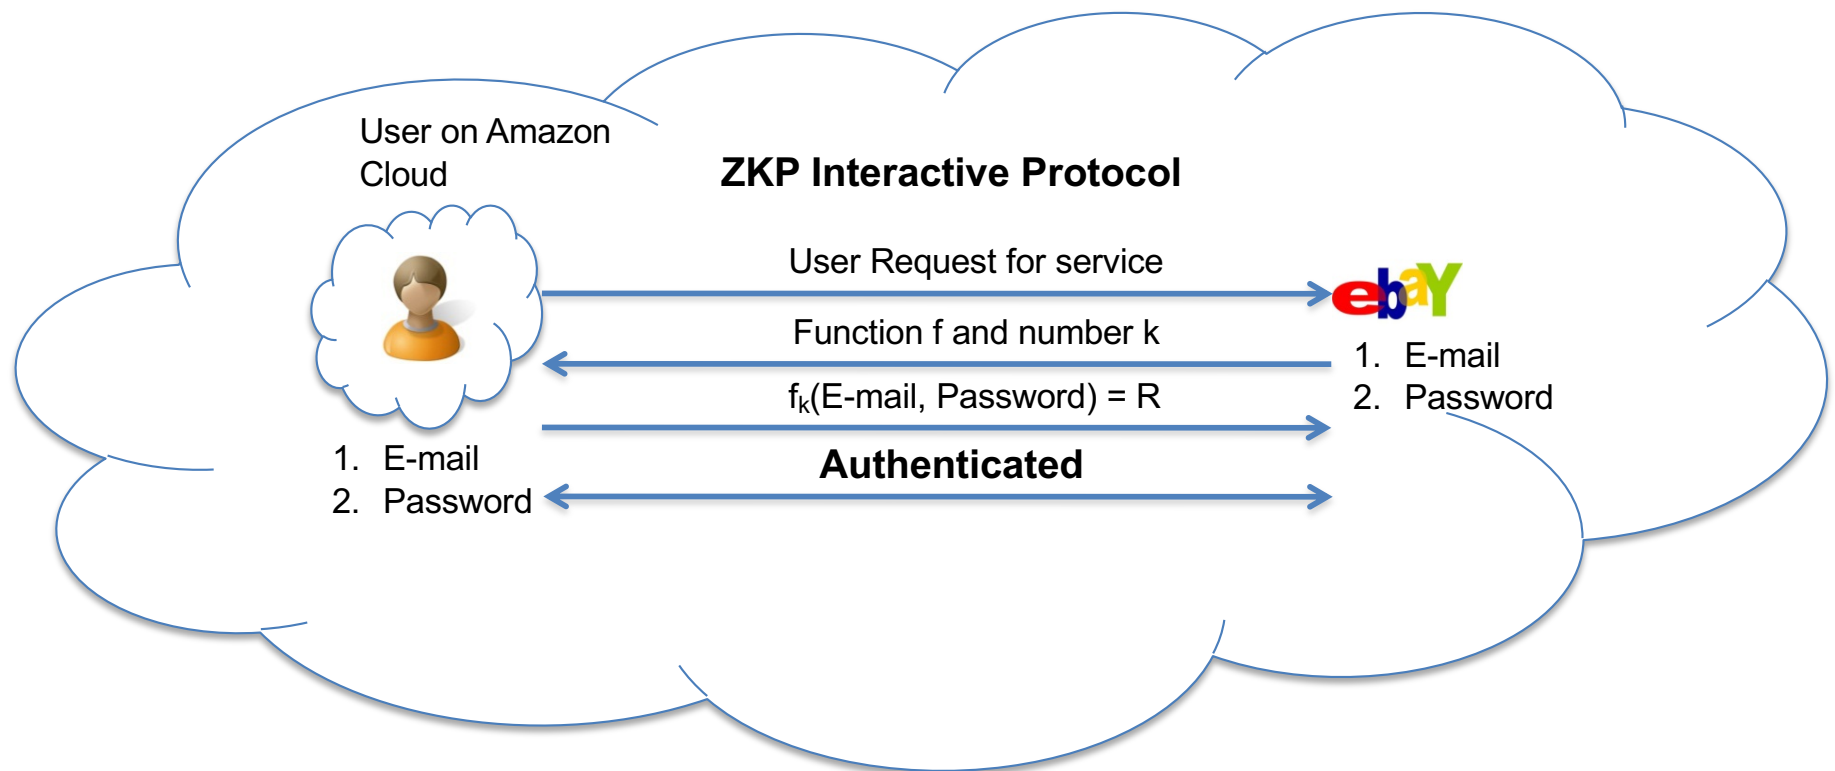 User on Amazon
Cloud
ZKP Interactive Protocol
User Request for service
ebaY
Function f and number k
1. E-mail
2. Password
fk(E-mail, Password) = R
1. E-mail
2. Password
Authenticated